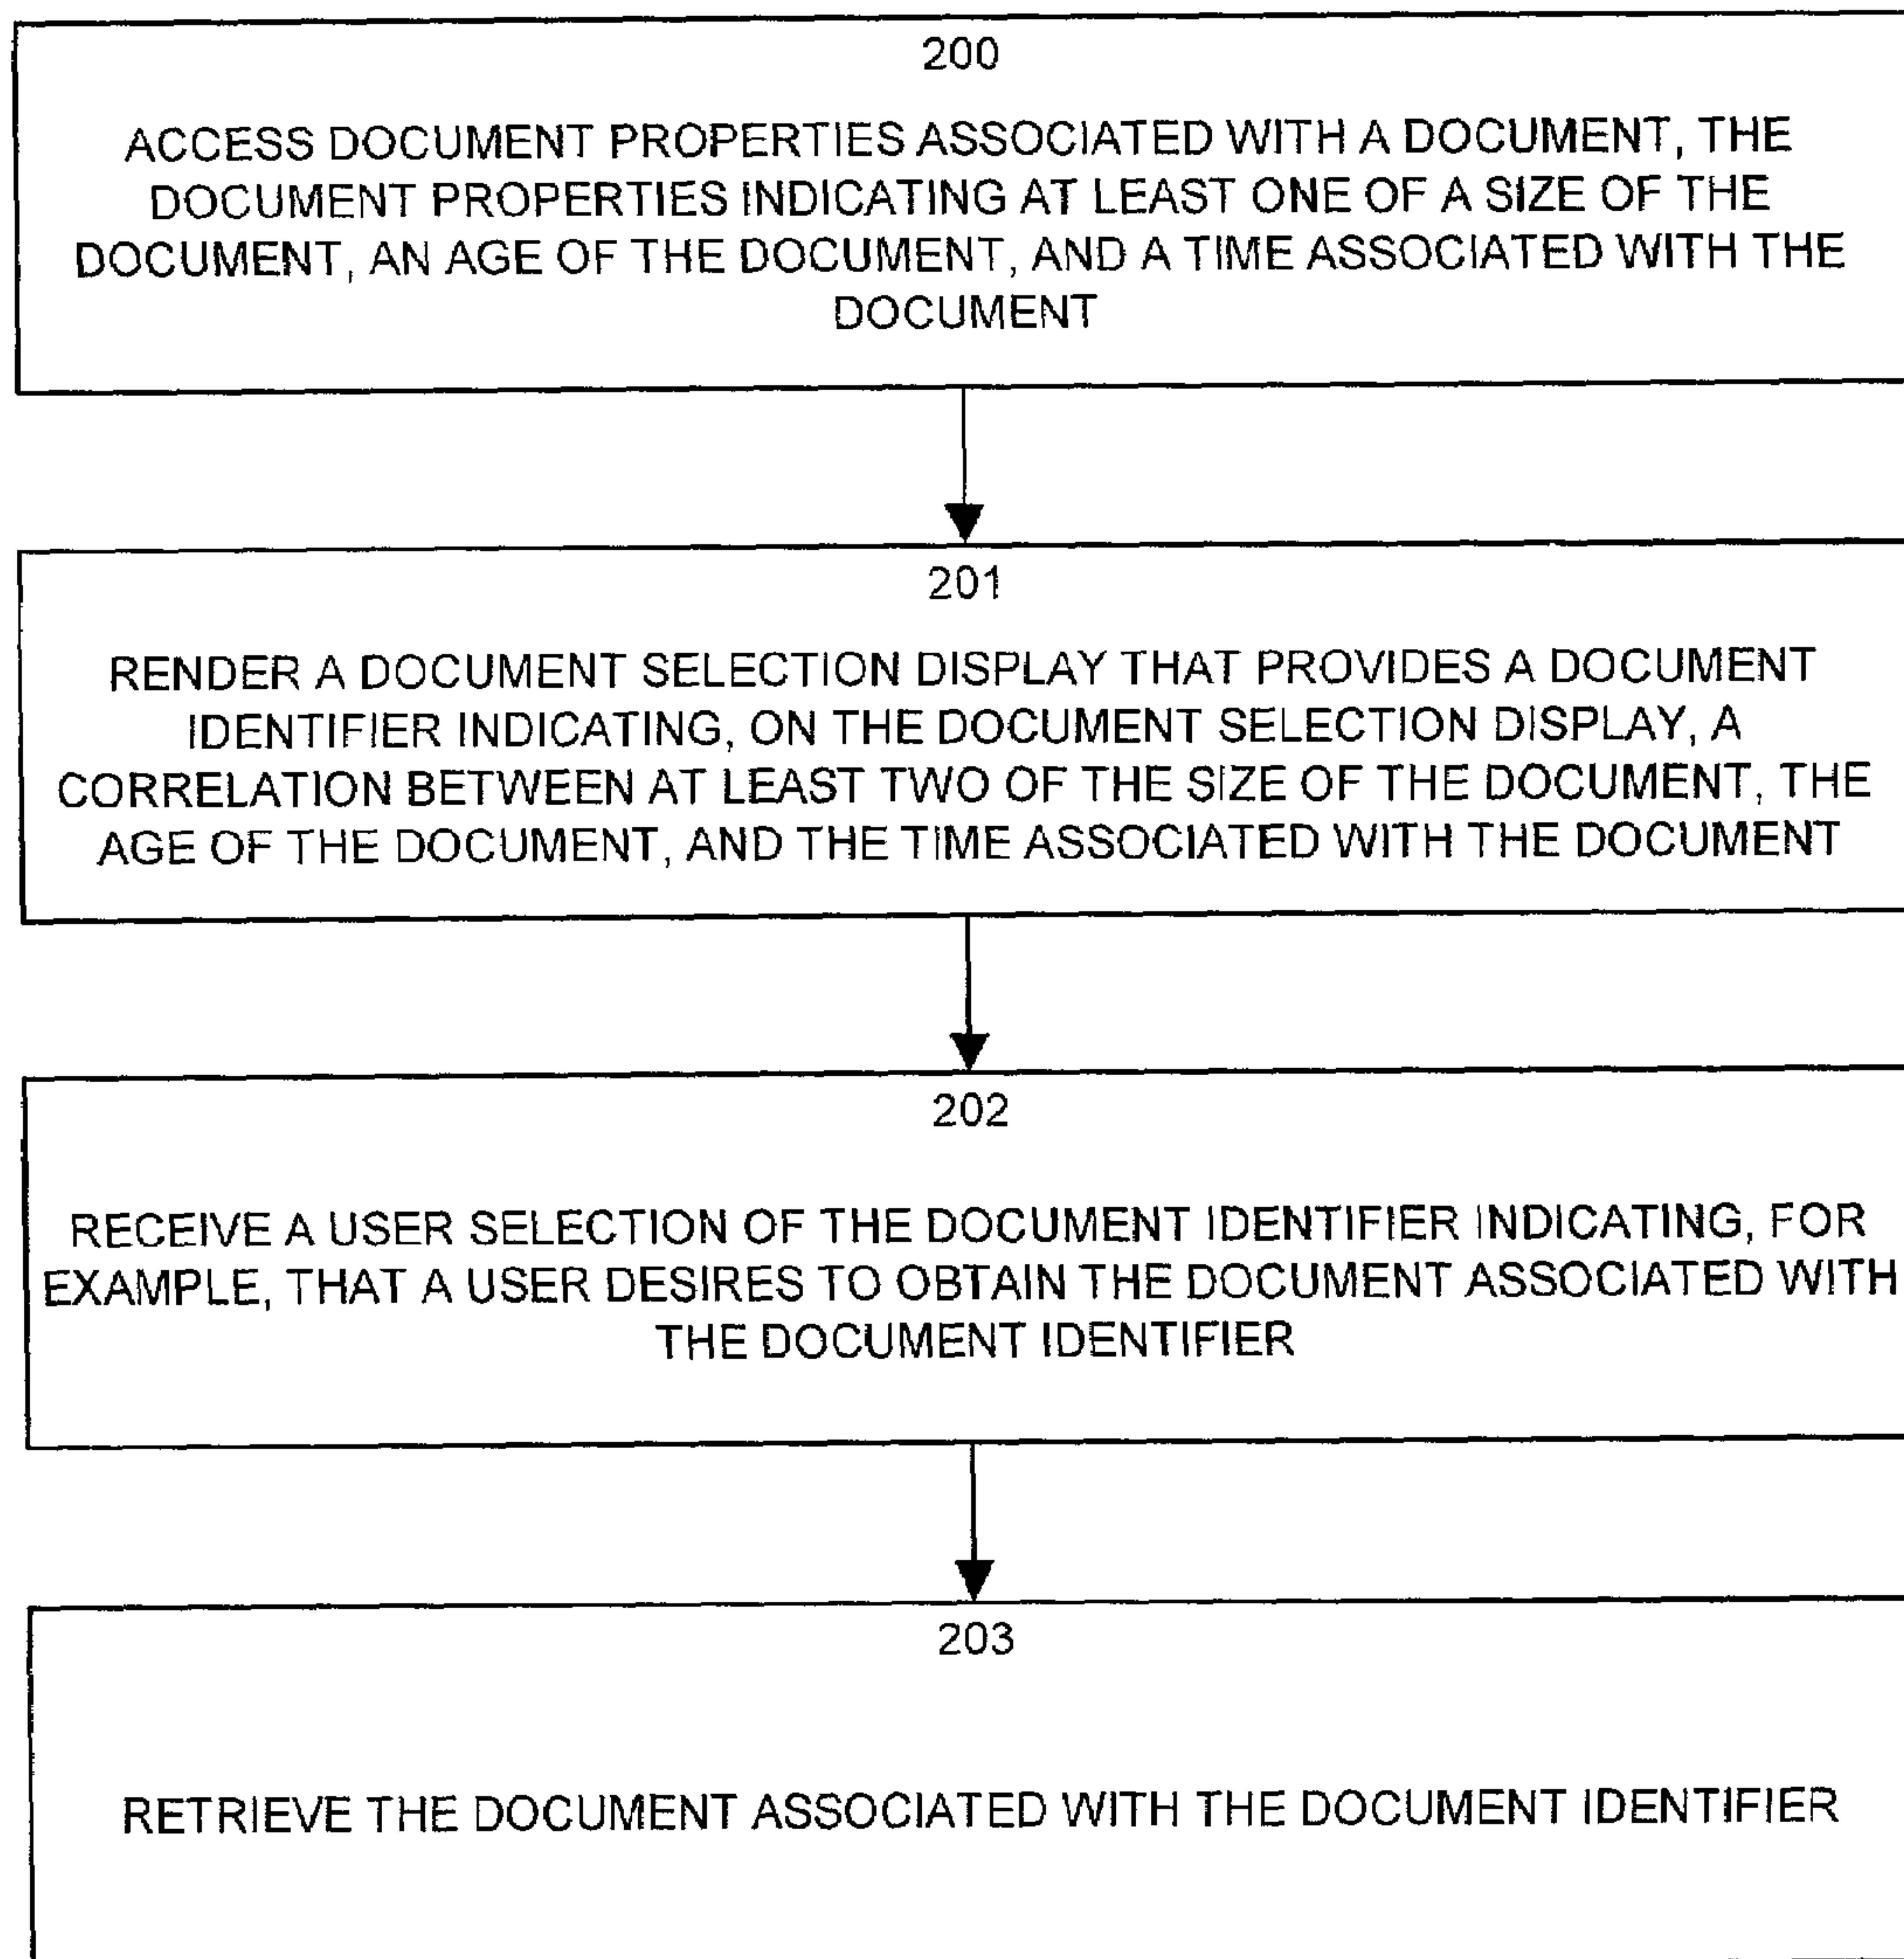 200
ACCESS DOCUMENT PROPERTIES ASSOCIATED WITH A DOCUMENT, THE
DOCUMENT PROPERTIES INDICATING AT LEAST ONE OF A SIZE OF THE
DOCUMENT, AN AGE OF THE DOCUMENT, AND A TIME ASSOCIATED WITH THE
DOCUMENT
201
RENDER A DOCUMENT SELECTION DISPLAY THAT PROVIDES A DOCUMENT
IDENTIFIER INDICATING, ON THE DOCUMENT SELECTION DISPLAY, A
CORRELATION BETWEEN AT LEAST TWO OF THE SIZE OF THE DOCUMENT, THE
AGE OF THE DOCUMENT, AND THE TIME ASSOCIATED WITH THE DOCUMENT
202
RECEIVE A USER SELECTION OF THE DOCUMENT IDENTIFIER INDICATING, FOR
EXAMPLE, THAT A USER DESIRES TO OBTAIN THE DOCUMENT ASSOCIATED WITH
THE DOCUMENT IDENTIFIER
203
RETRIEVE THE DOCUMENT ASSOCIATED WITH THE DOCUMENT IDENTIFIER